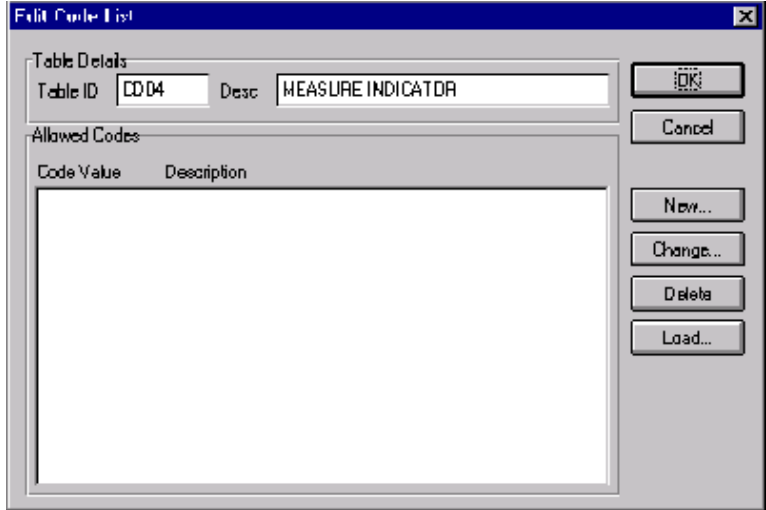 Edit Code List
Table Details
Table ID CD04 Desc MEASURE INDICATOR
OK
Cancel
Allowed Codes
Code Value Description
New...
Change...
Delete
Load...